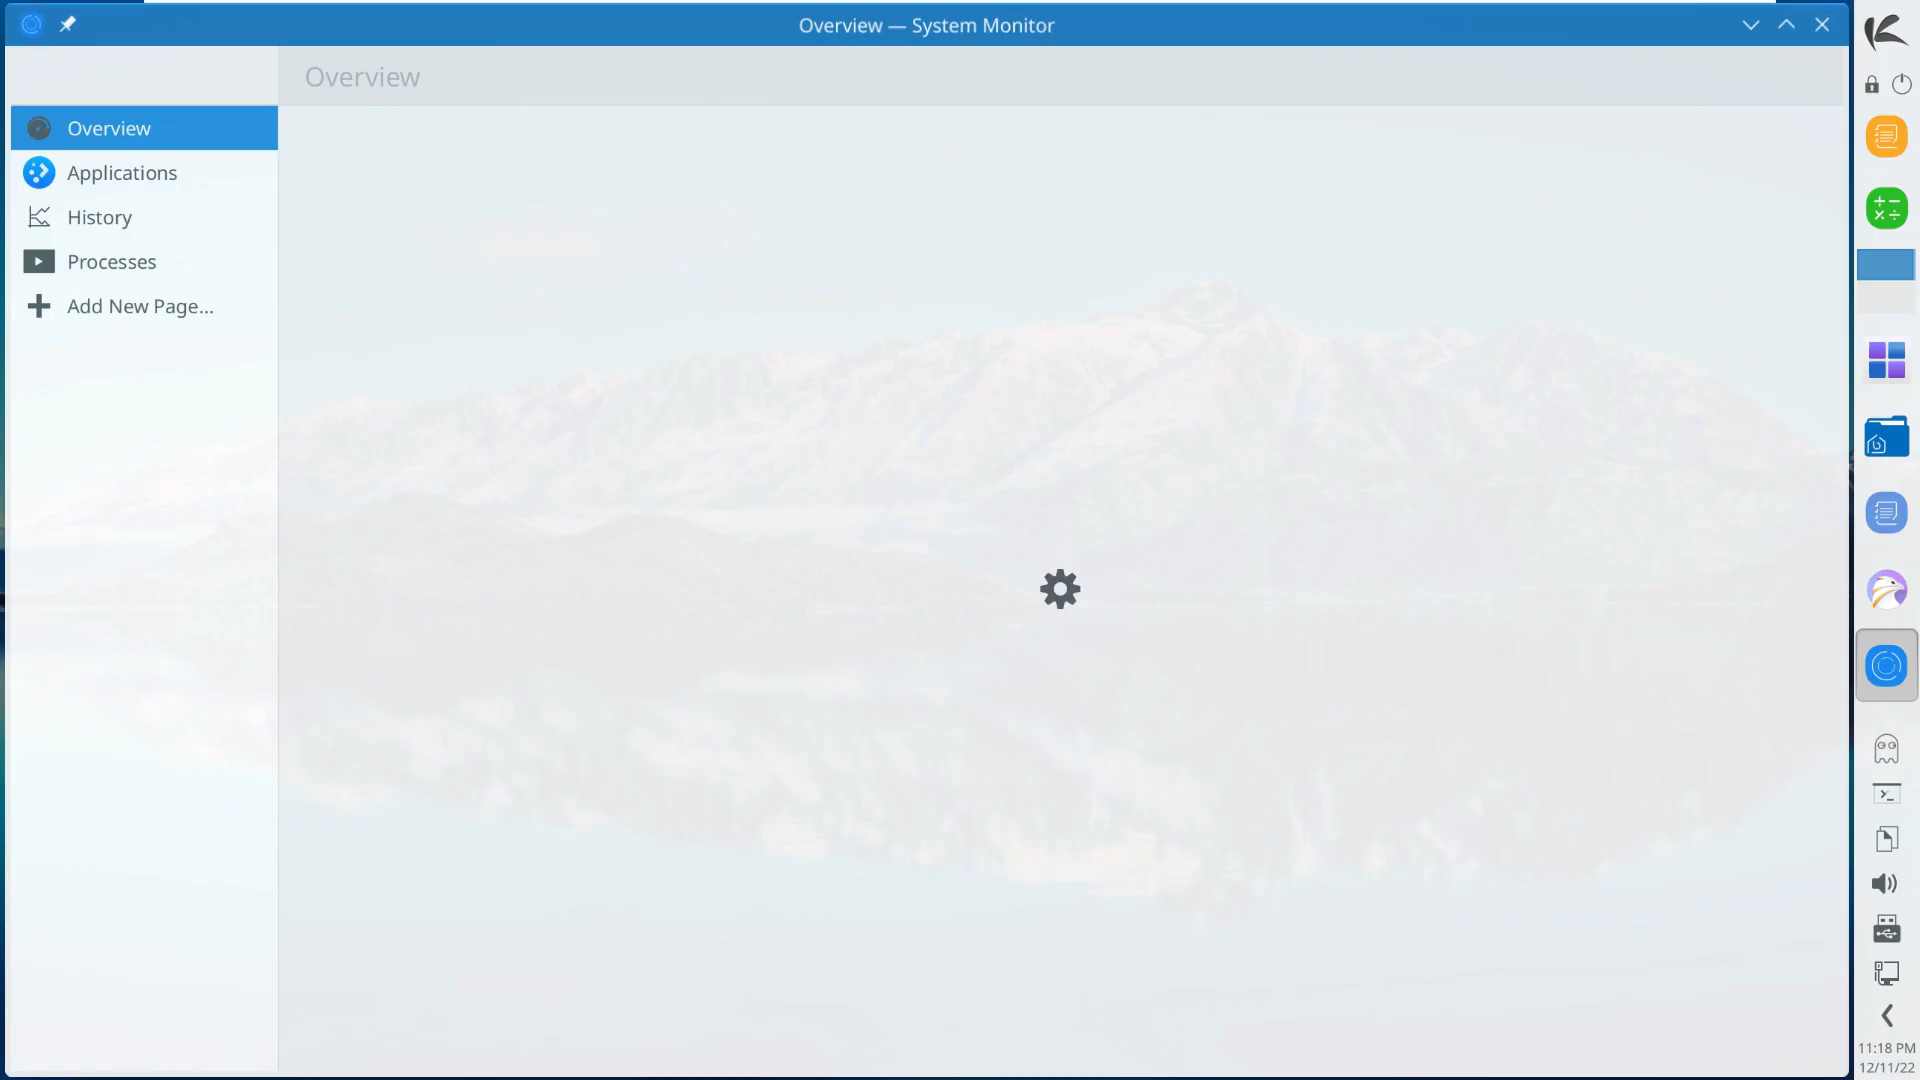 Overview — System Monitor
Overview
Overview
Applications
History
Processes
Add New Page...
11:18 PM
12/11/22